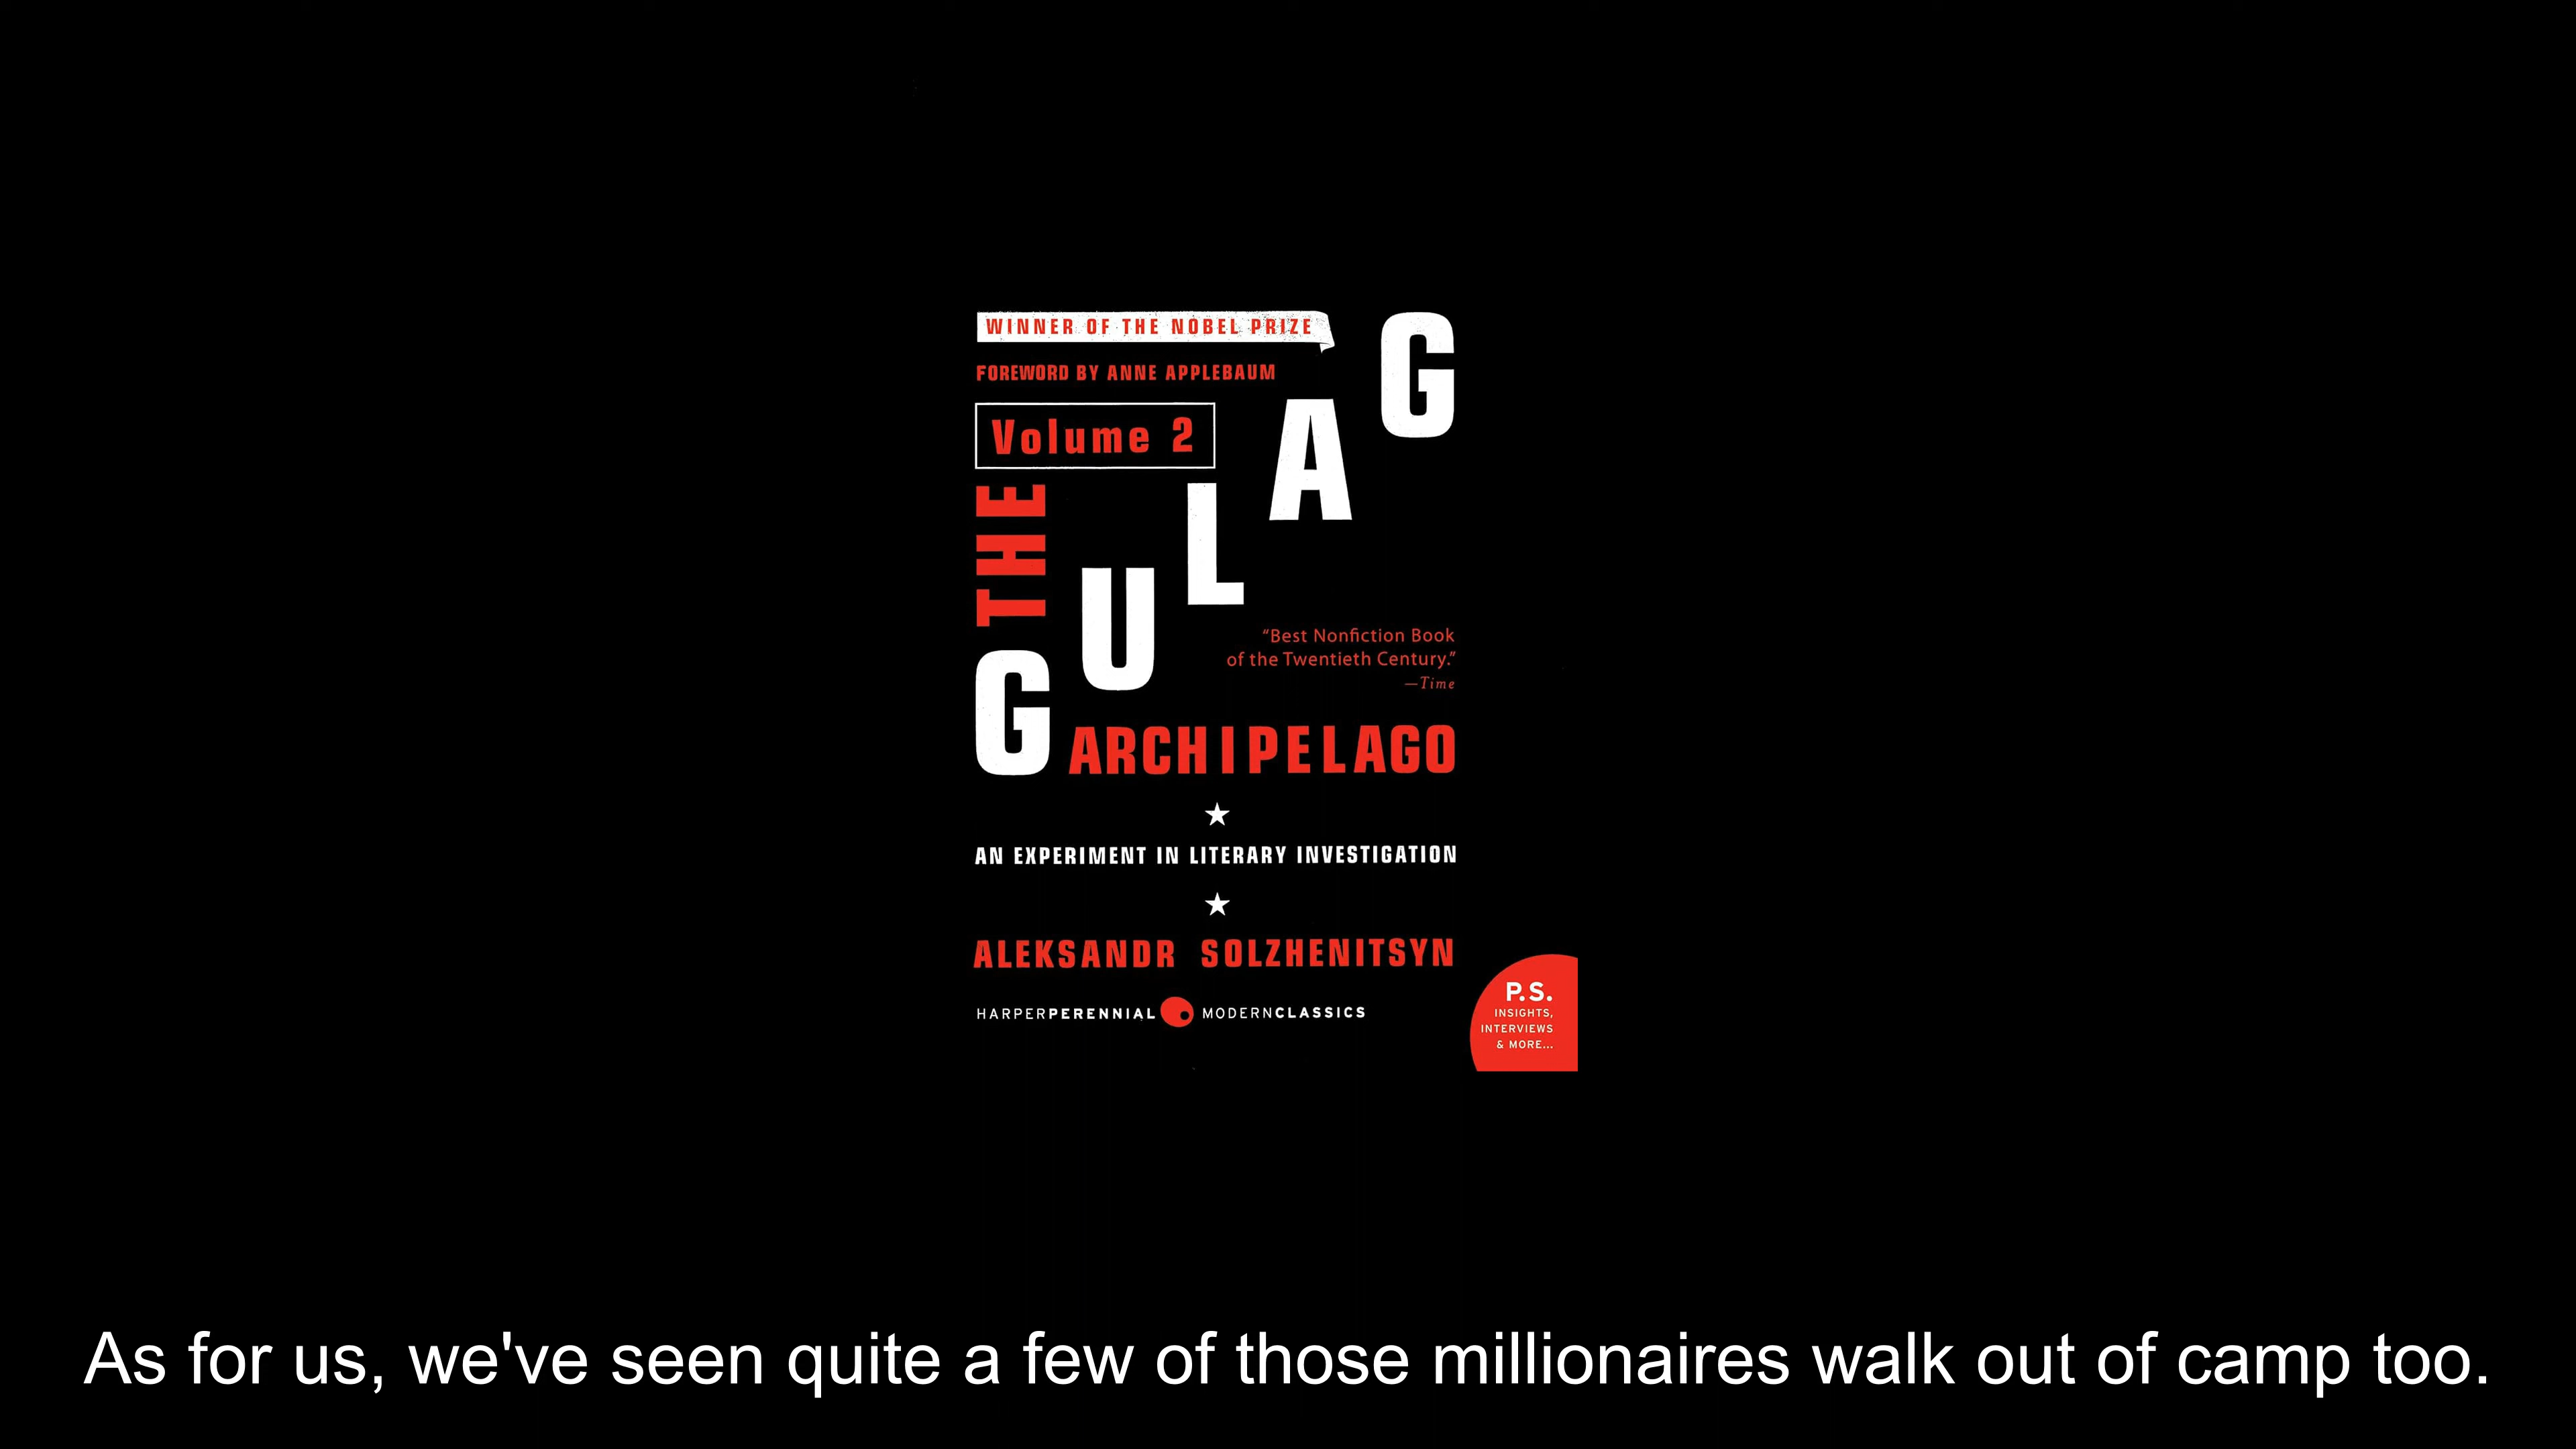 WINNER OF THE NOBEL PRIZE
FOREWORD BY ANNE APPLEBAUM
Volume 2
THE
GULAG
ARCHIPELAGO
“Best Nonfiction Book
of the Twentieth Century.”
—Time
AN EXPERIMENT IN LITERARY INVESTIGATION
ALEKSANDR SOLZHENITSYN
HARPERPERENNIAL MODERNCLASSICS
P.S.
INSIGHTS,
INTERVIEWS
& MORE...
As for us, we've seen quite a few of those millionaires walk out of camp too.